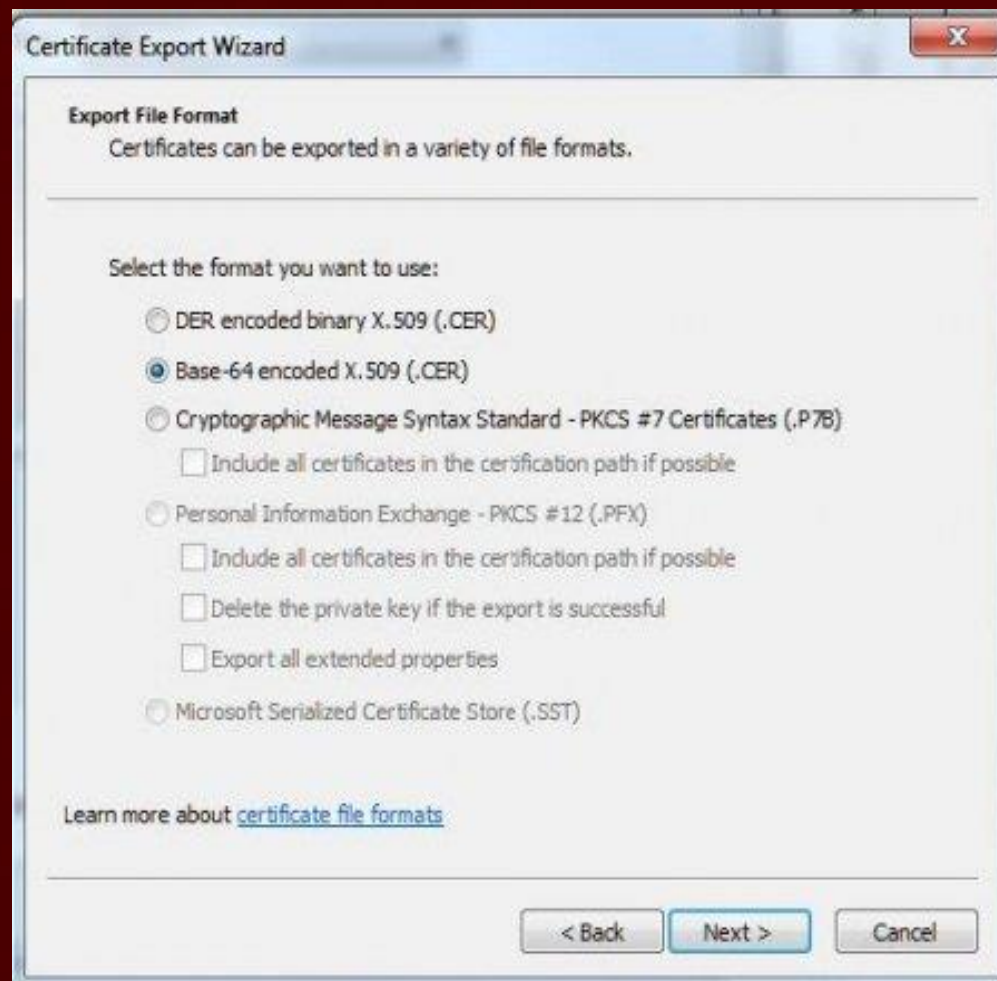 Certificate Export Wizard
Export File Format
Certificates can be exported in a variety of file formats.
Select the format you want to use:
DER encoded binary X.509 (.CER)
Base-64 encoded X.509 (.CER)
Cryptographic Message Syntax Standard - PKCS #7 Certificates (.P7B)
Include all certificates in the certification path if possible
Personal Information Exchange - PKCS #12 (.PFX)
Include all certificates in the certification path if possible
Delete the private key if the export is successful
Export all extended properties
Microsoft Serialized Certificate Store (.SST)
Learn more about certificate file formats
< Back Next > Cancel